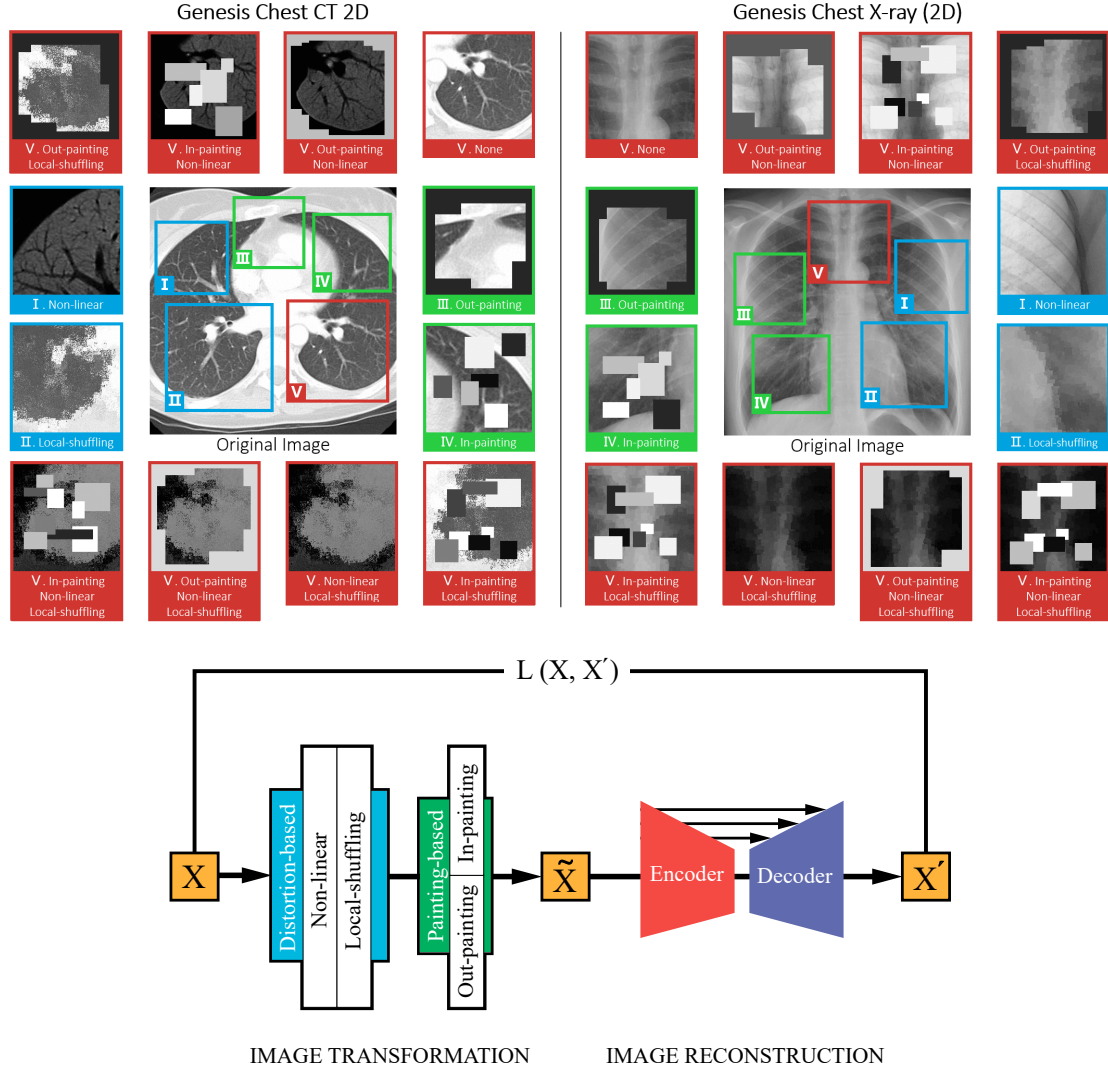 Genesis Chest CT 2D
Ⅴ. Out-painting
Local-shuffling
Ⅴ. In-painting
Non-linear
Ⅴ. Out-painting
Non-linear
Ⅴ. None
Ⅰ. Non-linear
Ⅱ. Local-shuffling
Ⅰ
Ⅱ
Ⅲ
Ⅳ
Ⅴ
Original Image
Ⅲ. Out-painting
Ⅳ. In-painting
Ⅴ. In-painting
Non-linear
Local-shuffling
Ⅴ. Out-painting
Non-linear
Local-shuffling
Ⅴ. Non-linear
Local-shuffling
Ⅴ. In-painting
Local-shuffling
Genesis Chest X-ray (2D)
Ⅴ. None
Ⅴ. Out-painting
Non-linear
Ⅴ. In-painting
Non-linear
Ⅴ. Out-painting
Local-shuffling
Ⅲ. Out-painting
Ⅳ. In-painting
Ⅴ
Ⅰ
Ⅲ
Ⅳ
Ⅱ
Original Image
Ⅰ. Non-linear
Ⅱ. Local-shuffling
Ⅴ. In-painting
Local-shuffling
Ⅴ. Non-linear
Local-shuffling
Ⅴ. Out-painting
Non-linear
Local-shuffling
Ⅴ. In-painting
Non-linear
Local-shuffling
L (X, X′)
X
Distortion-based
Non-linear
Local-shuffling
Painting-based
Out-painting
In-painting
X̃
Encoder
Decoder
X′
IMAGE TRANSFORMATION
IMAGE RECONSTRUCTION